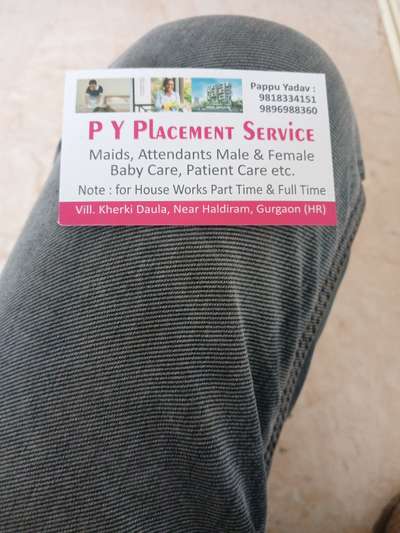 Pappu Yadav :
9818334151
9896988360
P Y PLACEMENT SERVICE
Maids, Attendants Male & Female
Baby Care, Patient Care etc.
Note : for House Works Part Time & Full Time
Vill. Kherki Daula, Near Haldiram, Gurgaon (HR)